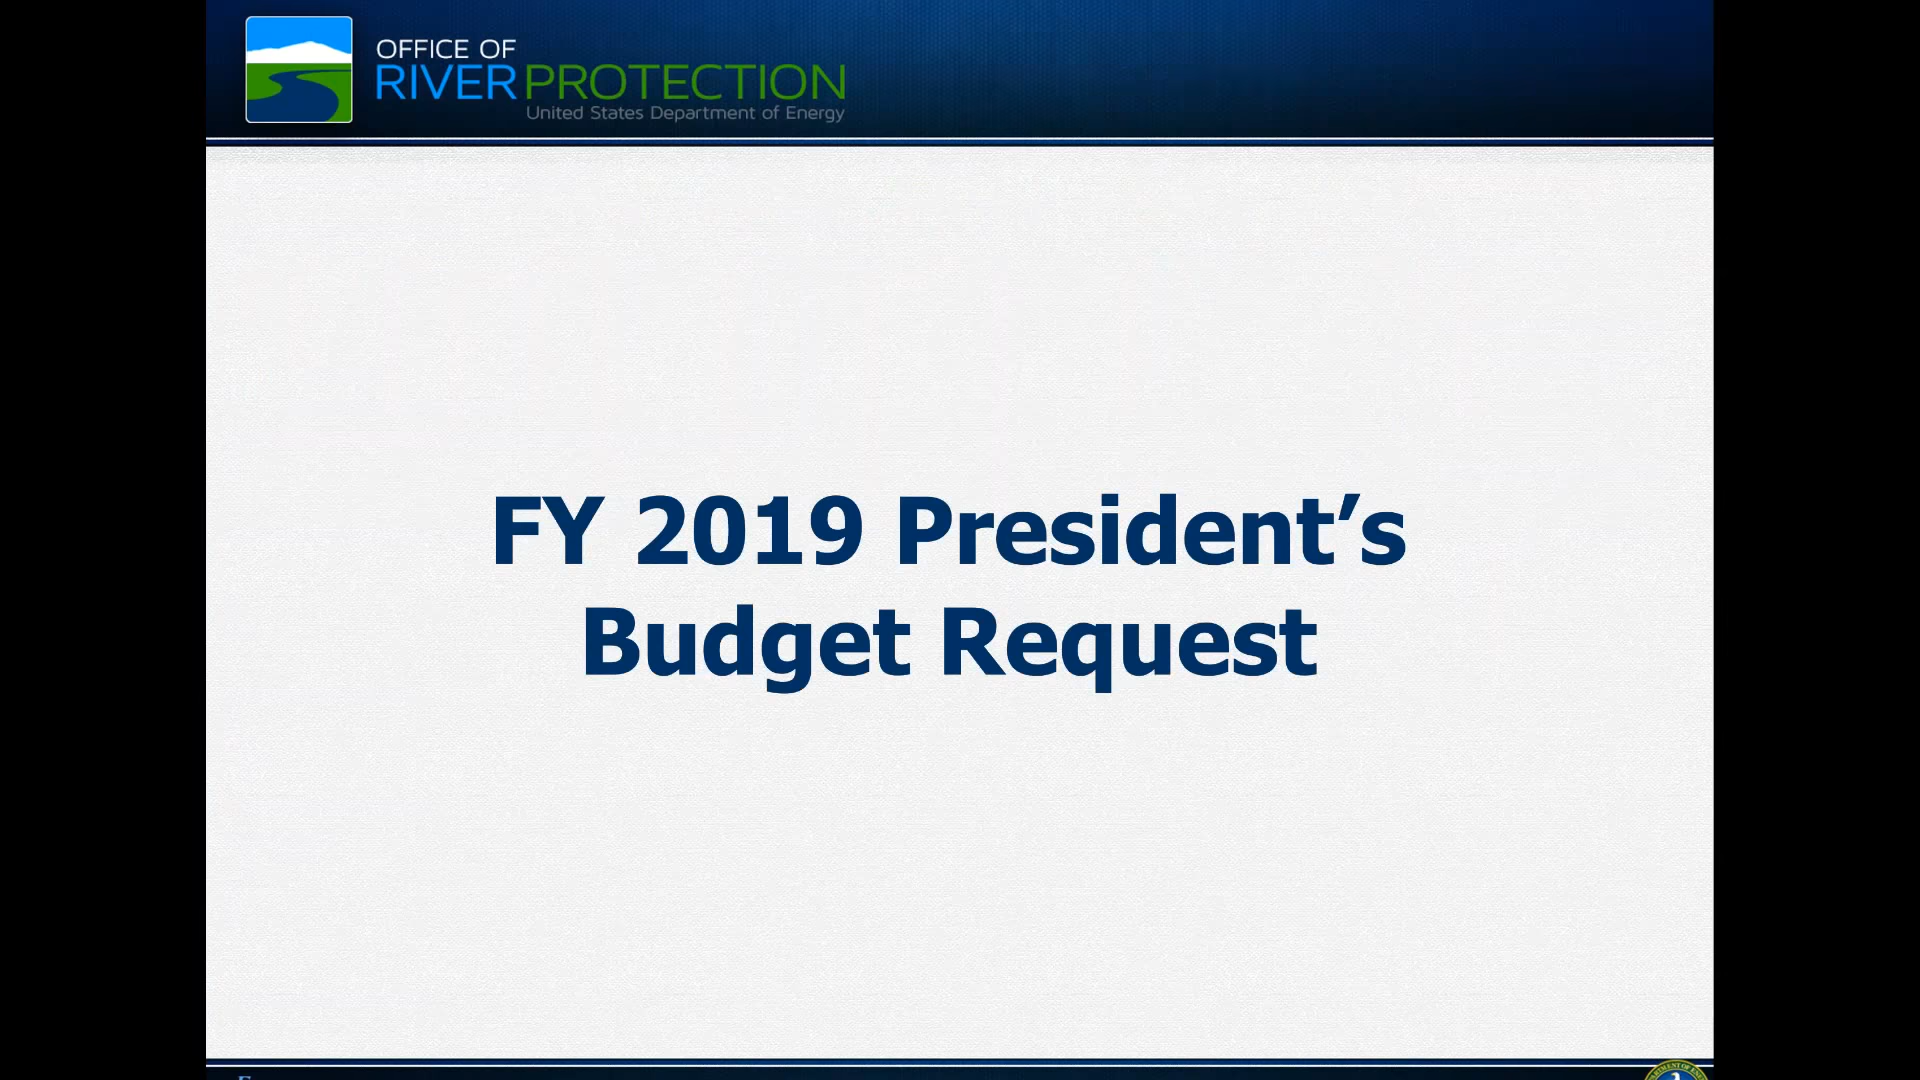 OFFICE OF
RIVER PROTECTION
United States Department of Energy
FY 2019 President’s
Budget Request